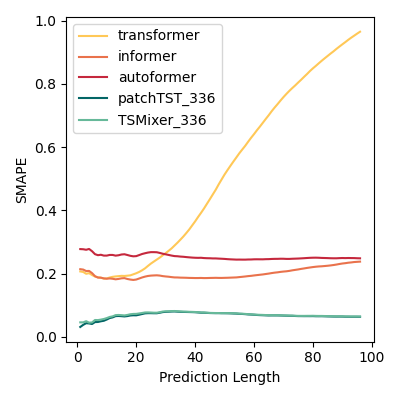 transformer
informer
autoformer
patchTST_336
TSMixer_336
1.0
0.8
0.6
0.4
0.2
0.0
SMAPE
0 20 40 60 80 100
Prediction Length